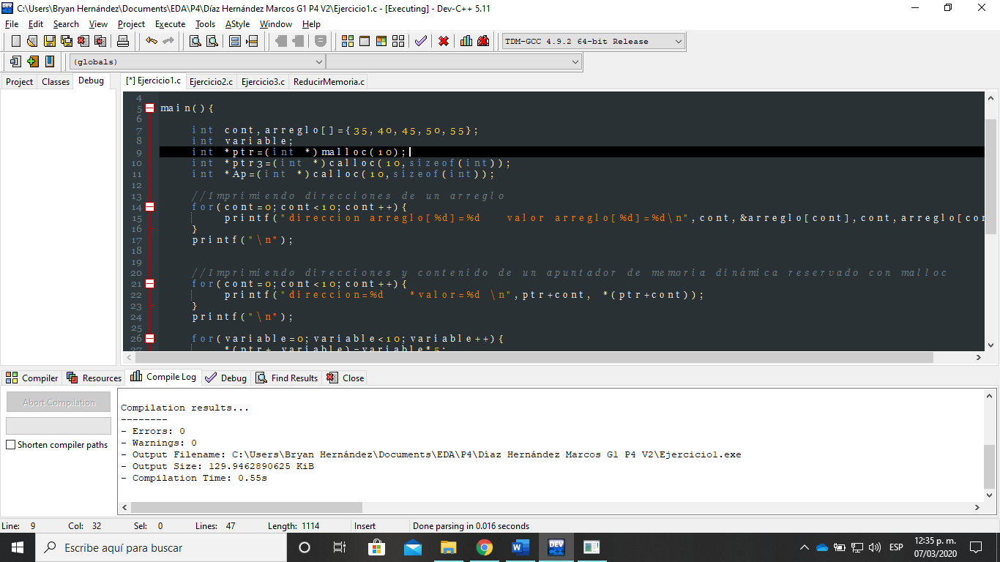 C:\Users\Bryan Hernández\Documents\EDA\P4\Díaz Hernández Marcos G1 P4 V2\Ejercicio1.c - [Executing] - Dev-C++ 5.11
File Edit Search View Project Execute Tools AStyle Window Help
TDM-GCC 4.9.2 64-bit Release
(globals)
Project Classes Debug [*] Ejercicio1.c Ejercicio2.c Ejercicio3.c ReducirMemoria.c
4
5 main(){
6
7 int cont,arreglo[]={35,40,45,50,55};
8 int variable;
9 int *ptr=(int *)malloc(10);
10 int *ptr3=(int *)calloc(10,sizeof(int));
11 int *Ap=(int *)calloc(10,sizeof(int));
12
13 //Imprimiendo direcciones de un arreglo
14 for(cont=0;cont<10;cont++){
15 printf("direccion arreglo[%d]=%d valor arreglo[%d]=%d\n",cont,&arreglo[cont],cont,arreglo[con
16 }
17 printf("\n");
18
19
20 //Imprimiendo direcciones y contenido de un apuntador de memoria dinámica reservado con malloc
21 for(cont=0;cont<10;cont++){
22 printf("direccion=%d *valor=%d \n",ptr+cont, *(ptr+cont));
23 }
24 printf("\n");
25
26 for(variable=0;variable<10;variable++){
27 *(ptr+ variable)=variable*5;
Compiler Resources Compile Log Debug Find Results Close
Abort Compilation
Shorten compiler paths
Compilation results...
--------
- Errors: 0
- Warnings: 0
- Output Filename: C:\Users\Bryan Hernández\Documents\EDA\P4\Díaz Hernández Marcos G1 P4 V2\Ejercicio1.exe
- Output Size: 129.9462890625 KiB
- Compilation Time: 0.55s
Line: 9 Col: 32 Sel: 0 Lines: 47 Length: 1114 Insert Done parsing in 0.016 seconds
Escribe aquí para buscar
ESP
12:35 p. m.
07/03/2020